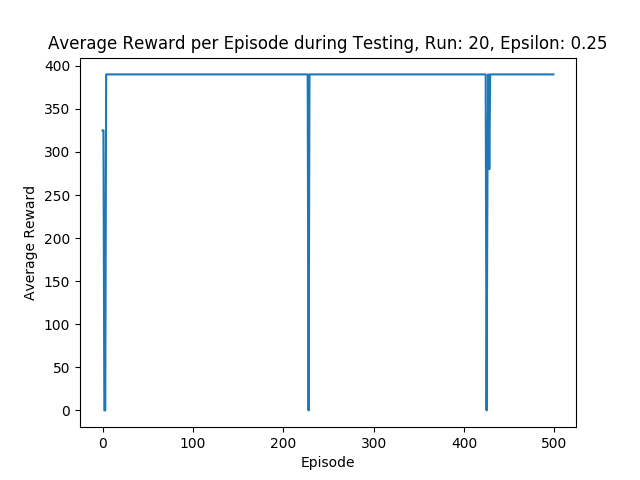 Average Reward per Episode during Testing, Run: 20, Epsilon: 0.25
400
350
300
250
200
150
100
50
0
Average Reward
0 100 200 300 400 500
Episode